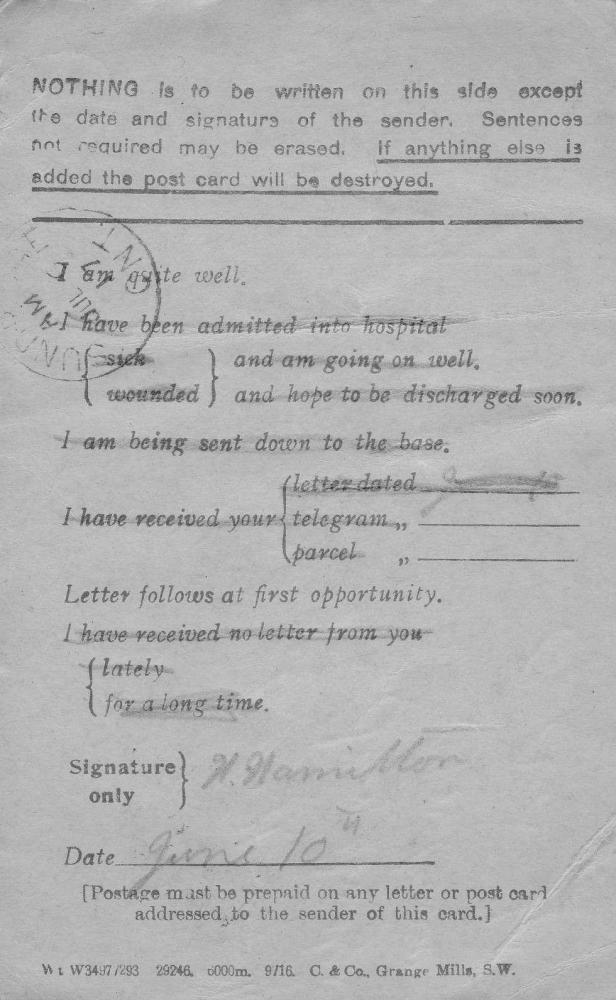 NOTHING is to be written on this side except
the date and signature of the sender. Sentences
not required may be erased. If anything else is
added the post card will be destroyed.
I am quite well.
I have been admitted into hospital
sick and am going on well.
wounded and hope to be discharged soon.
I am being sent down to the base.
letter dated
I have received your telegram „
parcel „
Letter follows at first opportunity.
I have received no letter from you
lately
for a long time.
Signature H. Hamilton
only
Date June 10th
[Postage must be prepaid on any letter or post card
addressed to the sender of this card.]
Wt W3497/293 29246. 6000m. 9/16. C. & Co., Grange Mills, S.W.